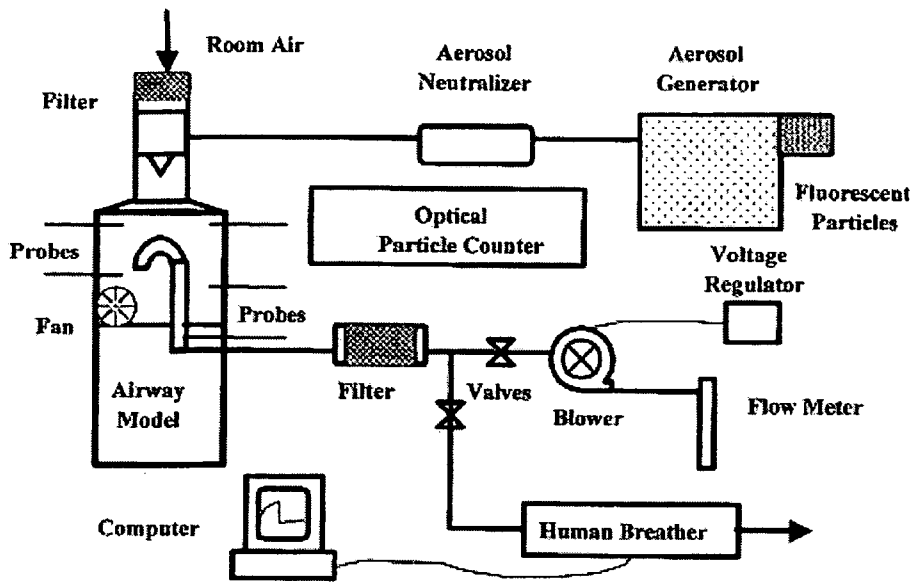 Room Air
Aerosol
Neutralizer
Aerosol
Generator
Filter
Fluorescent
Particles
Optical
Particle Counter
Probes
Voltage
Regulator
Fan
Probes
Airway
Model
Filter
Valves
Blower
Flow Meter
Computer
Human Breather